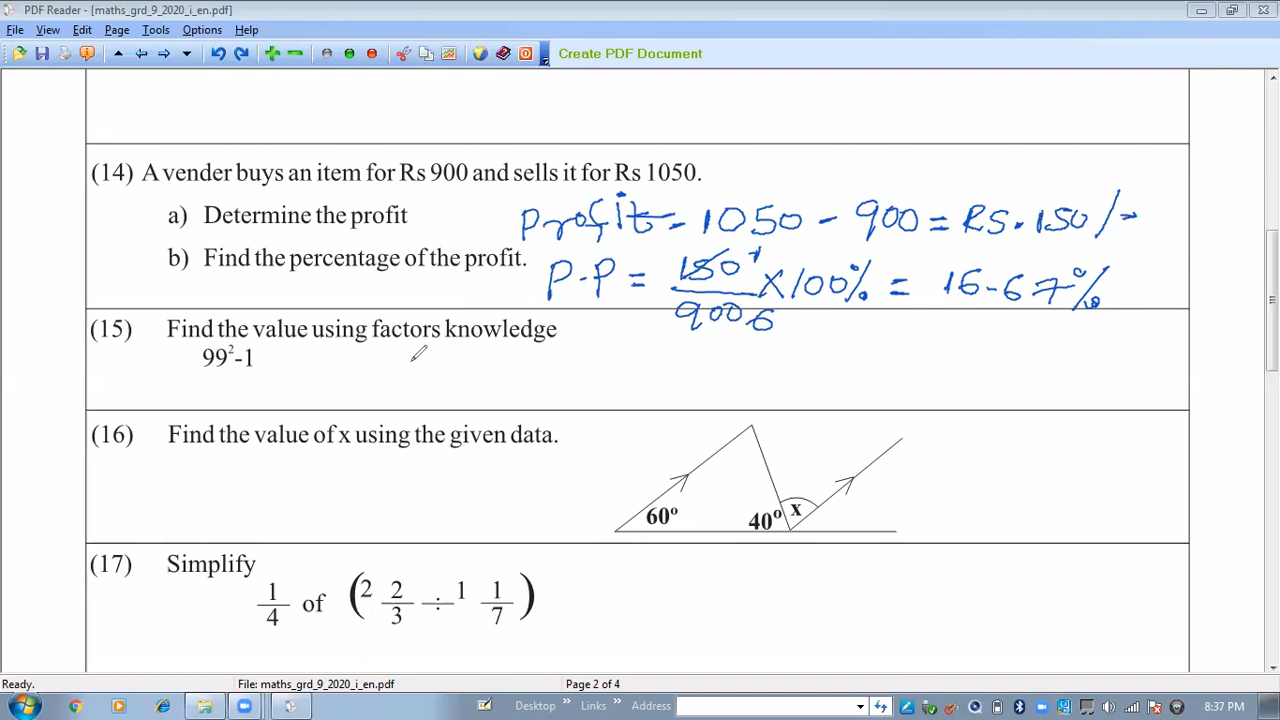 PDF Reader - [maths_grd_9_2020_i_en.pdf]
File View Edit Page Tools Options Help
Create PDF Document
(14) A vender buys an item for Rs 900 and sells it for Rs 1050.
a) Determine the profit
Profit = 1050 - 900 = RS. 150/-
b) Find the percentage of the profit.
P.P = 150 1 / 900 6 X 100% = 16.67%
(15) Find the value using factors knowledge
99²-1
(16) Find the value of x using the given data.
60º 40º x
(17) Simplify
1/4 of (2 2/3 ÷ 1 1/7)
Ready. File: maths_grd_9_2020_i_en.pdf Page 2 of 4
Desktop » Links » Address 8:37 PM